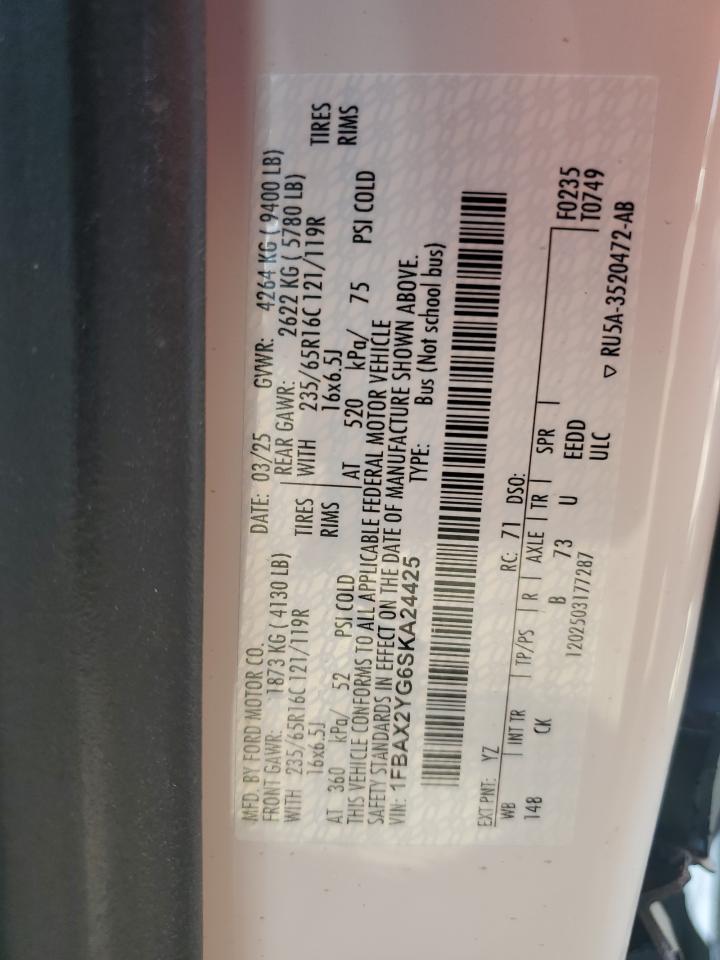 MFD. BY FORD MOTOR CO.
DATE: 03/25 GVWR: 4264 KG ( 9400 LB)
FRONT GAWR: 1873 KG ( 4130 LB)
REAR GAWR: 2622 KG ( 5780 LB)
WITH 235/65R16C 121/119R TIRES
WITH 235/65R16C 121/119R TIRES
16x6.5J RIMS
16x6.5J RIMS
AT 360 kPa/ 52 PSI COLD
AT 520 kPa/ 75 PSI COLD
THIS VEHICLE CONFORMS TO ALL APPLICABLE FEDERAL MOTOR VEHICLE
SAFETY STANDARDS IN EFFECT ON THE DATE OF MANUFACTURE SHOWN ABOVE.
VIN: 1FBAX2YG6SKA24425 TYPE: Bus (Not school bus)
EXT PNT: YZ RC: 71 DSO:
WB INT TR TP/PS R AXLE TR SPR F0235
148 CK B 73 U EEDD T0749
1202503177287 ULC
▽ RU5A-3520472-AB